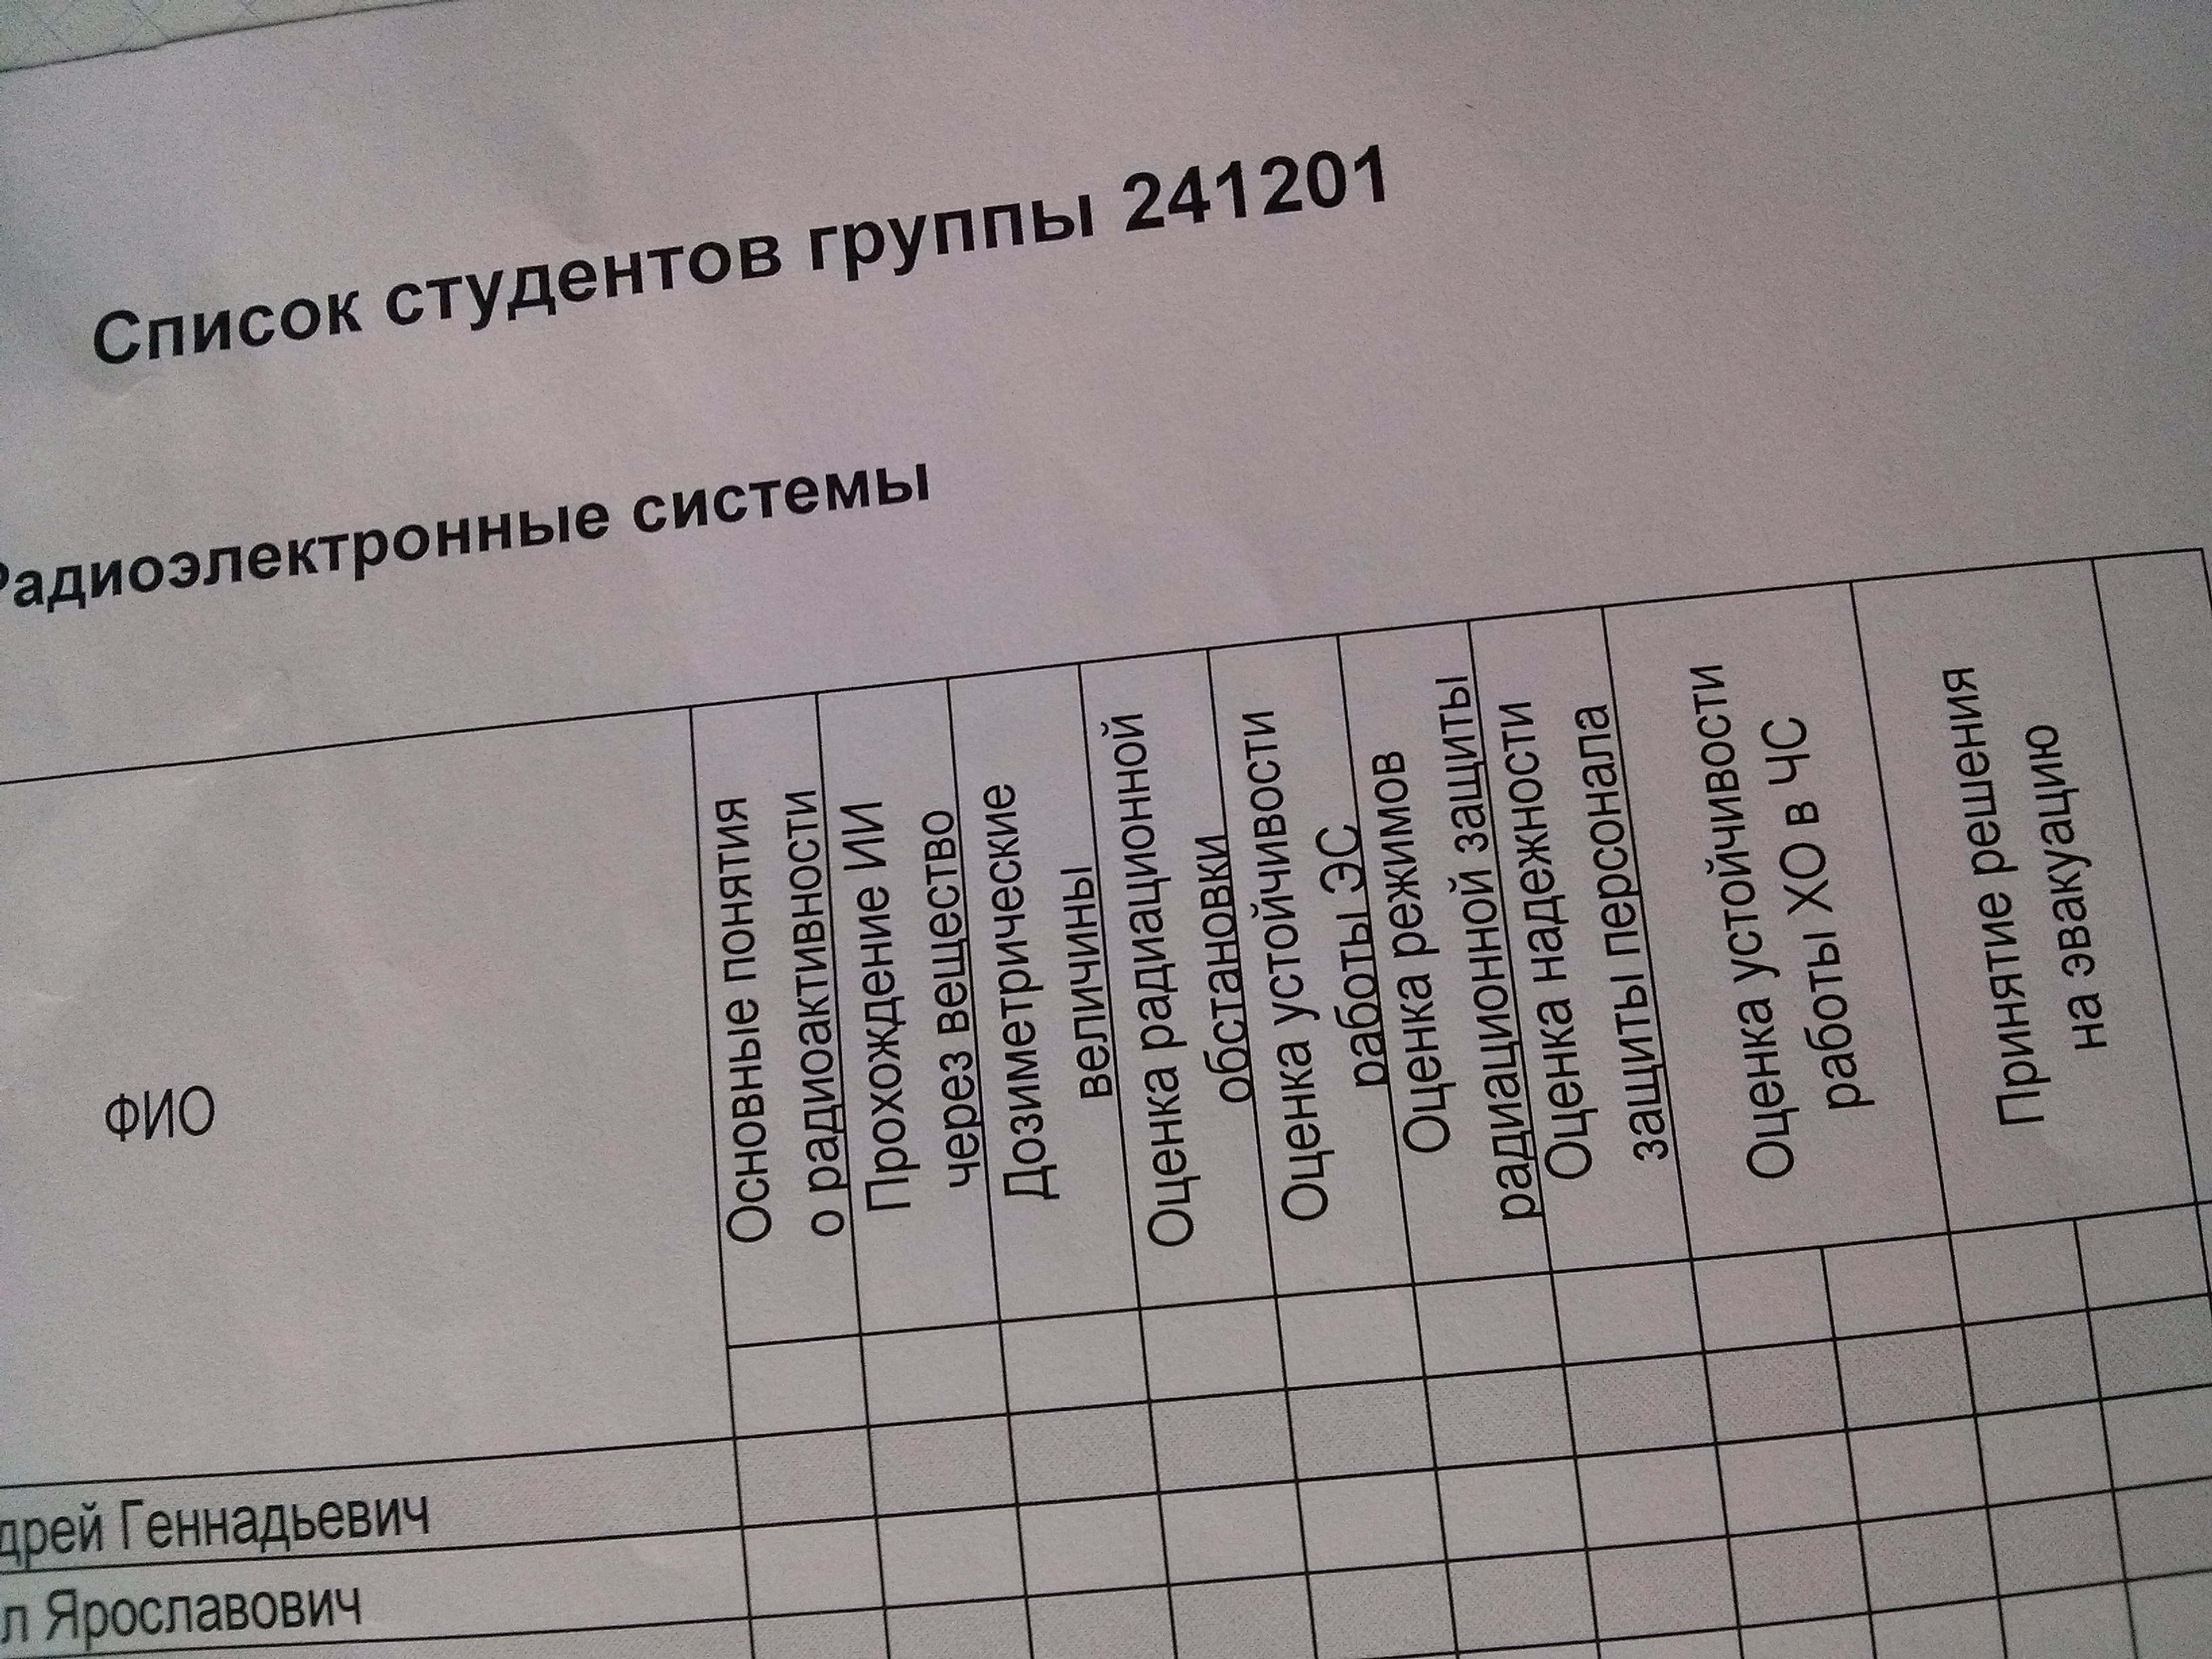 Список студентов группы 241201
Радиоэлектронные системы
ФИО
Основные понятия
о радиоактивности
Прохождение ИИ
через вещество
Дозиметрические
величины
Оценка радиационной
обстановки
Оценка устойчивости
работы ЭС
Оценка режимов
радиационной защиты
Оценка надежности
защиты персонала
Оценка устойчивости
работы ХО в ЧС
Принятие решения
на эвакуацию
Геннадьевич
Ярославович